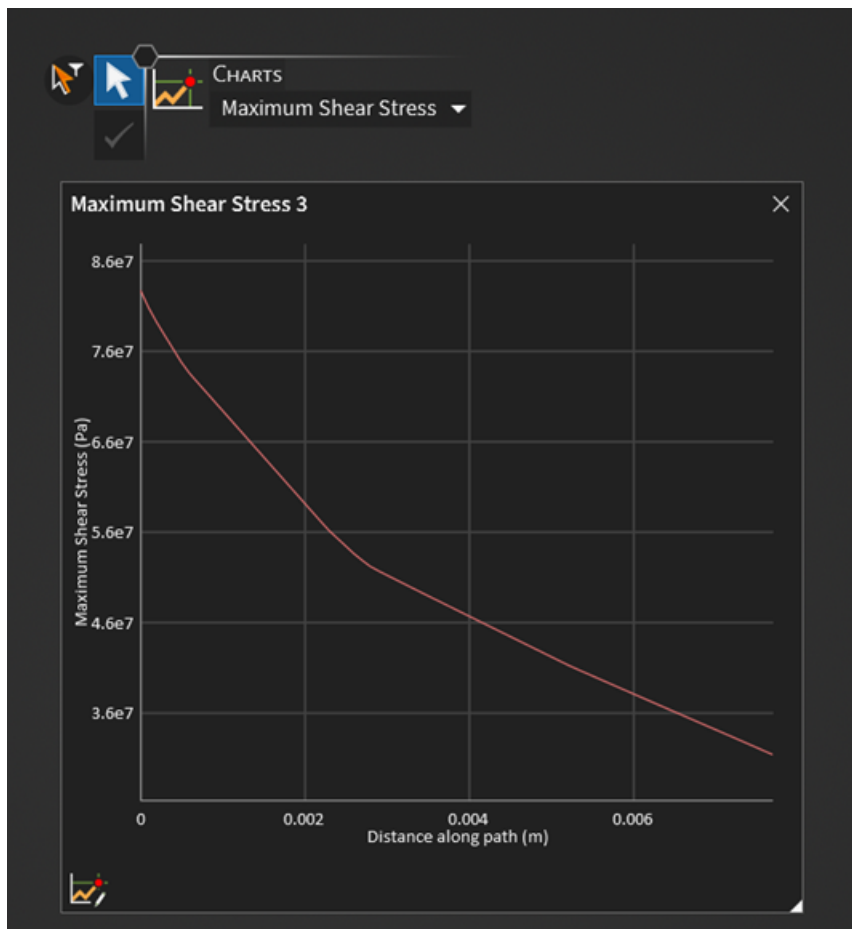 CHARTS
Maximum Shear Stress
Maximum Shear Stress 3
8.6e7
7.6e7
6.6e7
5.6e7
4.6e7
3.6e7
Maximum Shear Stress (Pa)
0
0.002
0.004
0.006
Distance along path (m)